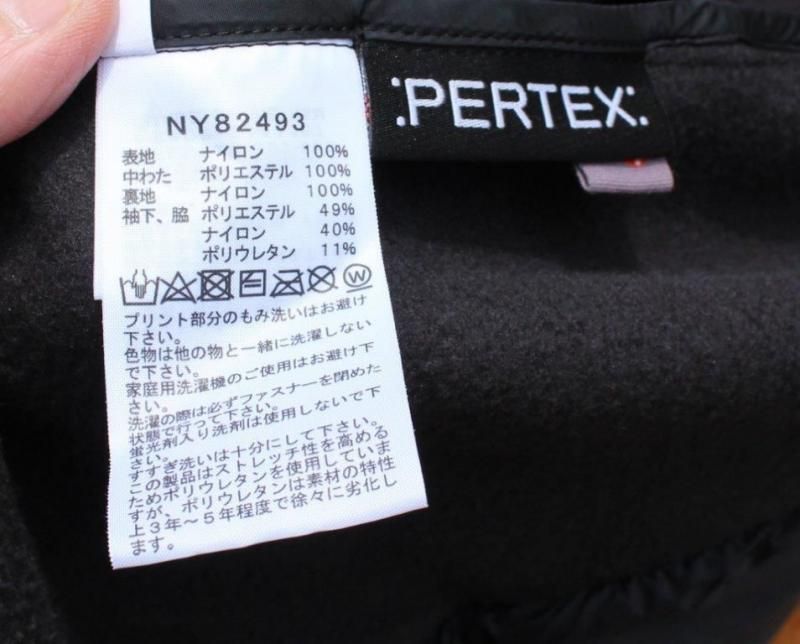 NY82493
表地 ナイロン 100%
中わた ポリエステル 100%
裏地 ナイロン 100%
袖下、脇 ポリエステル 49%
ナイロン 40%
ポリウレタン 11%
W
プリント部分のもみ洗いはお避け
下さい。
色物は他の物と一緒に洗濯しない
で下さい。
家庭用洗濯機のご使用はお避け下
さい。
洗濯の際は必ずファスナーを閉めた
状態で行って下さい。
蛍光剤入り洗剤は使用しないで下
さい。
すすぎ洗いは十分にして下さい。
この製品はストレッチ性を高める
ためポリウレタンを使用していま
すが、ポリウレタンは素材の特性
上3年～5年程度で徐々に劣化し
ます。
:PERTEX: